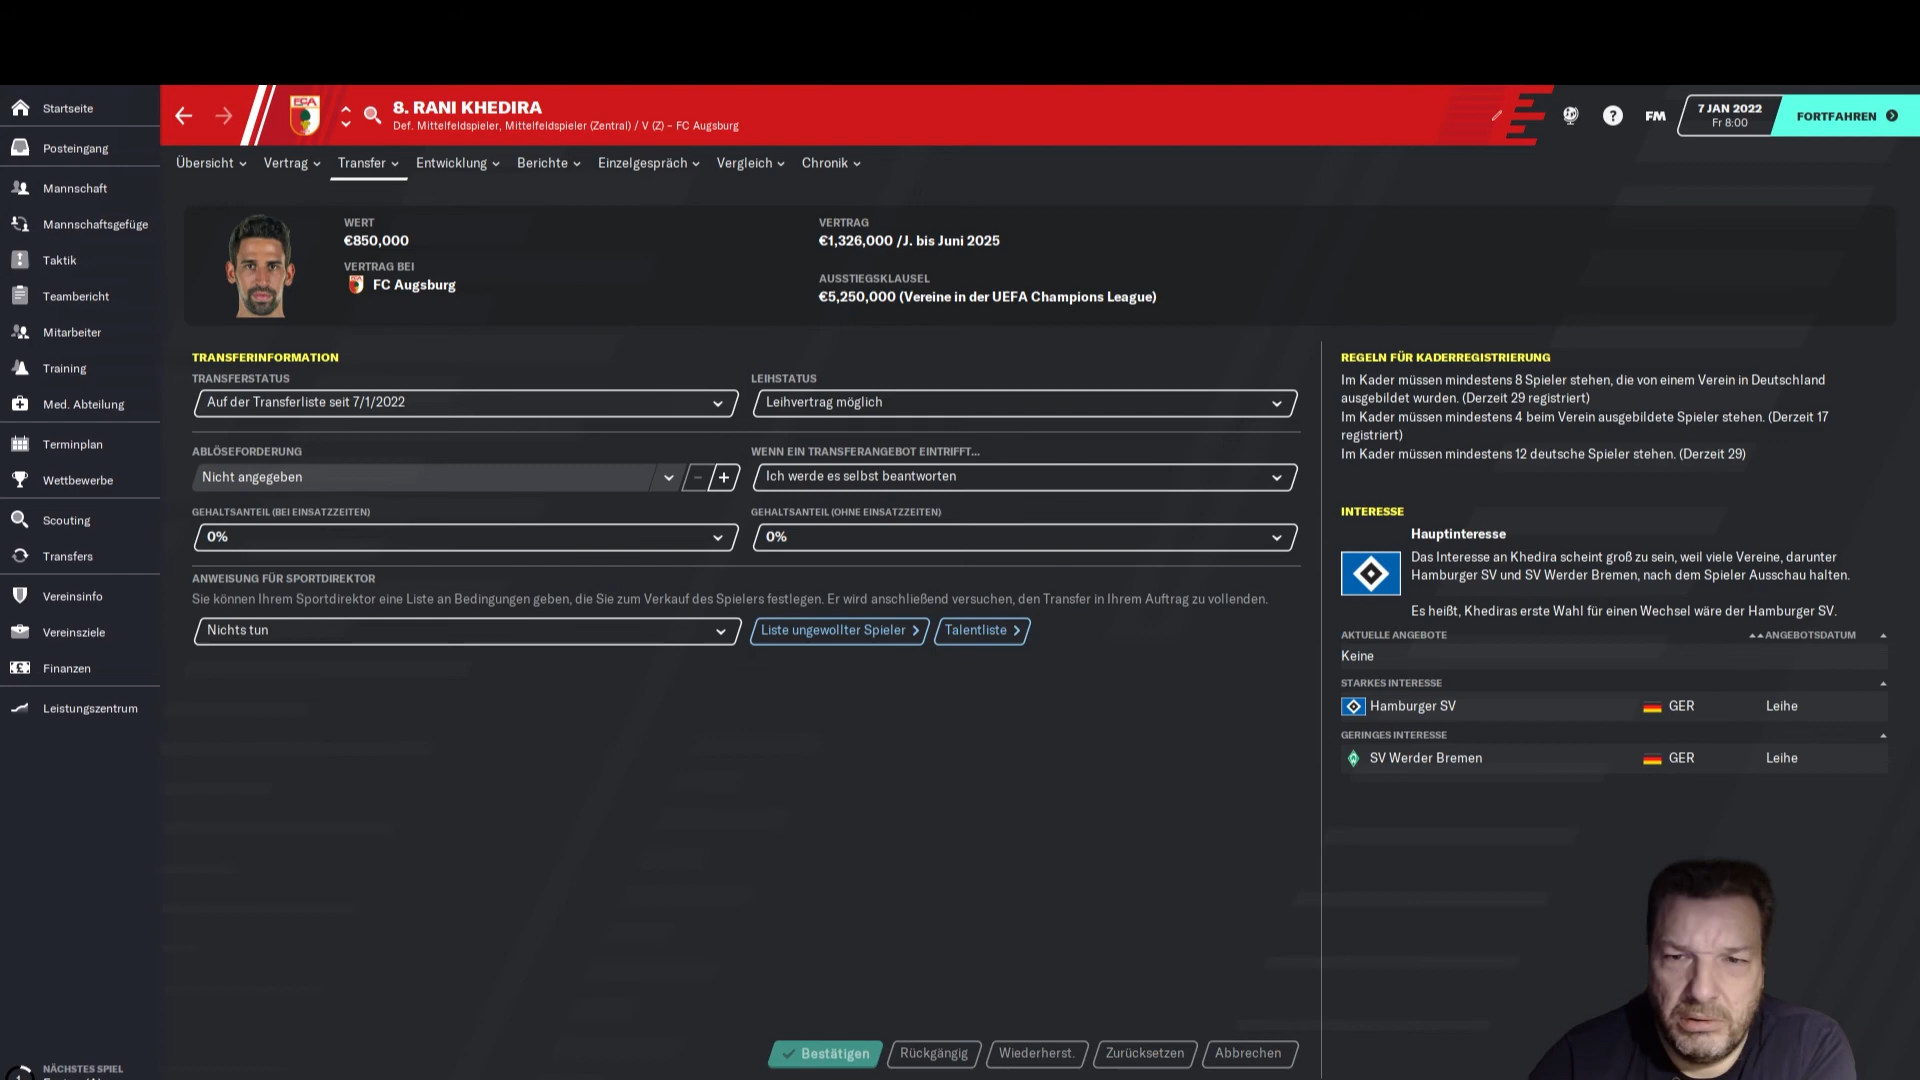 Startseite
Posteingang
Mannschaft
Mannschaftsgefüge
Taktik
Teambericht
Mitarbeiter
Training
Med. Abteilung
Terminplan
Wettbewerbe
Scouting
Transfers
Vereinsinfo
Vereinsziele
Finanzen
Leistungszentrum
NÄCHSTES SPIEL
FCA
8. RANI KHEDIRA
Def. Mittelfeldspieler, Mittelfeldspieler (Zentral) / V (Z) – FC Augsburg
FM
7 JAN 2022
Fr 8:00
FORTFAHREN
Übersicht Vertrag Transfer Entwicklung Berichte Einzelgespräch Vergleich Chronik
WERT
€850,000
VERTRAG BEI
FC Augsburg
VERTRAG
€1,326,000 /J. bis Juni 2025
AUSSTIEGSKLAUSEL
€5,250,000 (Vereine in der UEFA Champions League)
TRANSFERINFORMATION
TRANSFERSTATUS
Auf der Transferliste seit 7/1/2022
LEIHSTATUS
Leihvertrag möglich
ABLÖSEFORDERUNG
Nicht angegeben
WENN EIN TRANSFERANGEBOT EINTRIFFT...
Ich werde es selbst beantworten
GEHALTSANTEIL (BEI EINSATZZEITEN)
0%
GEHALTSANTEIL (OHNE EINSATZZEITEN)
0%
ANWEISUNG FÜR SPORTDIREKTOR
Sie können Ihrem Sportdirektor eine Liste an Bedingungen geben, die Sie zum Verkauf des Spielers festlegen. Er wird anschließend versuchen, den Transfer in Ihrem Auftrag zu vollenden.
Nichts tun
Liste ungewollter Spieler
Talentliste
REGELN FÜR KADERREGISTRIERUNG
Im Kader müssen mindestens 8 Spieler stehen, die von einem Verein in Deutschland
ausgebildet wurden. (Derzeit 29 registriert)
Im Kader müssen mindestens 4 beim Verein ausgebildete Spieler stehen. (Derzeit 17
registriert)
Im Kader müssen mindestens 12 deutsche Spieler stehen. (Derzeit 29)
INTERESSE
Hauptinteresse
Das Interesse an Khedira scheint groß zu sein, weil viele Vereine, darunter
Hamburger SV und SV Werder Bremen, nach dem Spieler Ausschau halten.
Es heißt, Khediras erste Wahl für einen Wechsel wäre der Hamburger SV.
AKTUELLE ANGEBOTE ANGEBOTSDATUM
Keine
STARKES INTERESSE
Hamburger SV GER Leihe
GERINGES INTERESSE
SV Werder Bremen GER Leihe
Bestätigen Rückgängig Wiederherst. Zurücksetzen Abbrechen